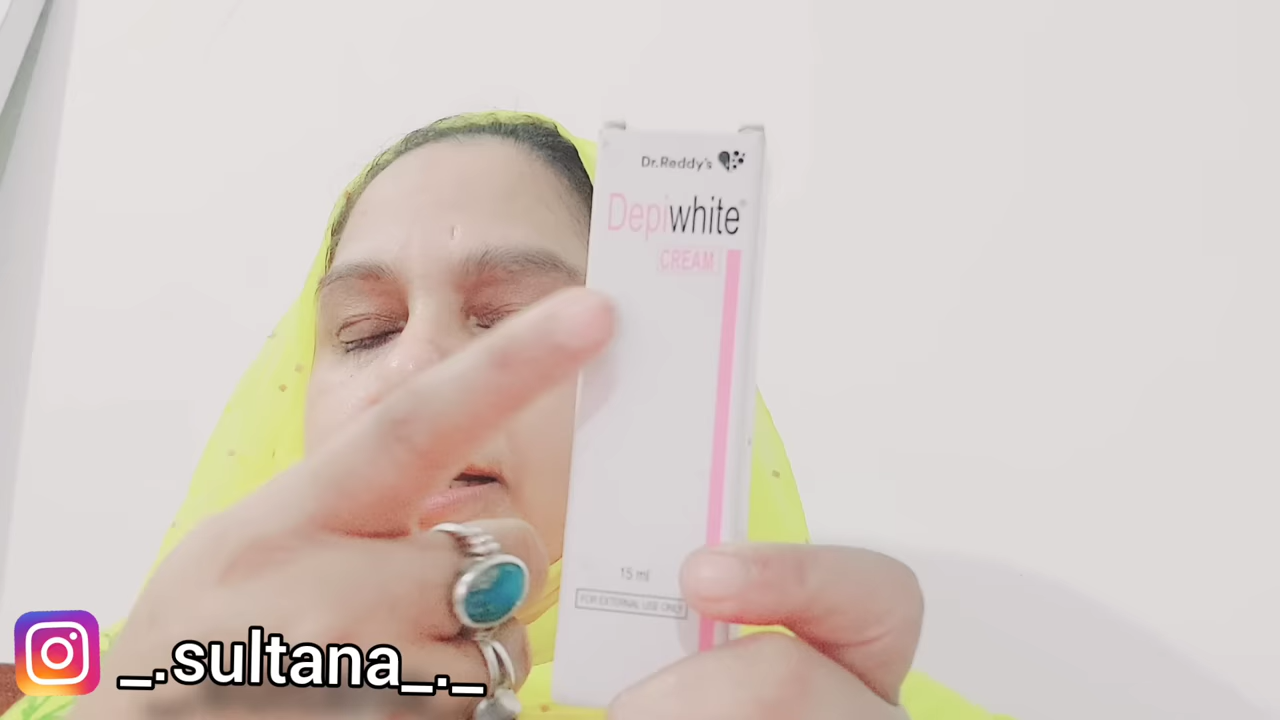 Dr.Reddy's
Depiwhite®
CREAM
15 ml
FOR EXTERNAL USE ONLY
_.sultana_._